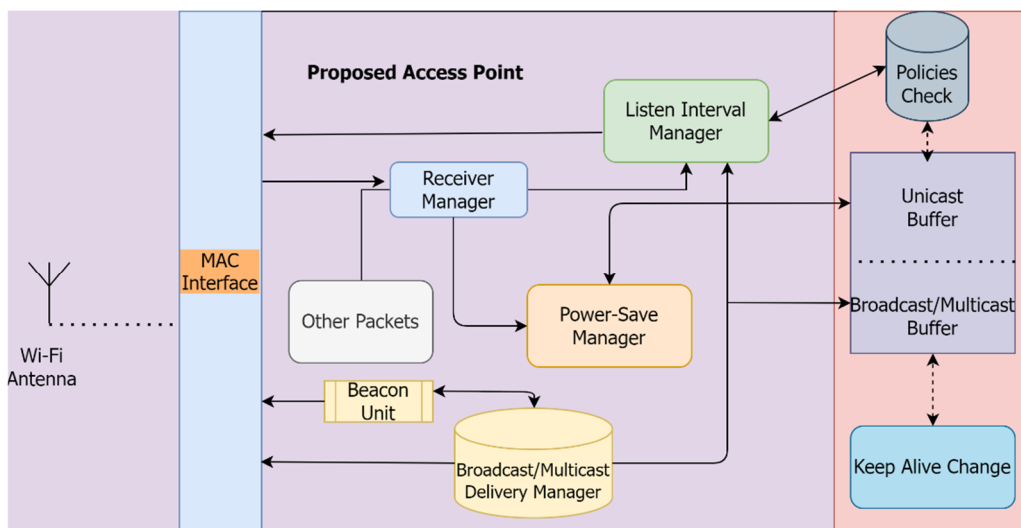 Proposed Access Point
Policies
Check
Listen Interval
Manager
Receiver
Manager
Unicast
Buffer
MAC
Interface
Other Packets
Power-Save
Manager
Broadcast/Multicast
Buffer
Wi-Fi
Antenna
Beacon
Unit
Broadcast/Multicast
Delivery Manager
Keep Alive Change